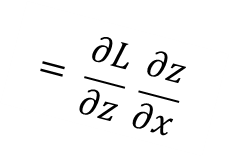 = ∂L/∂z ∂z/∂x